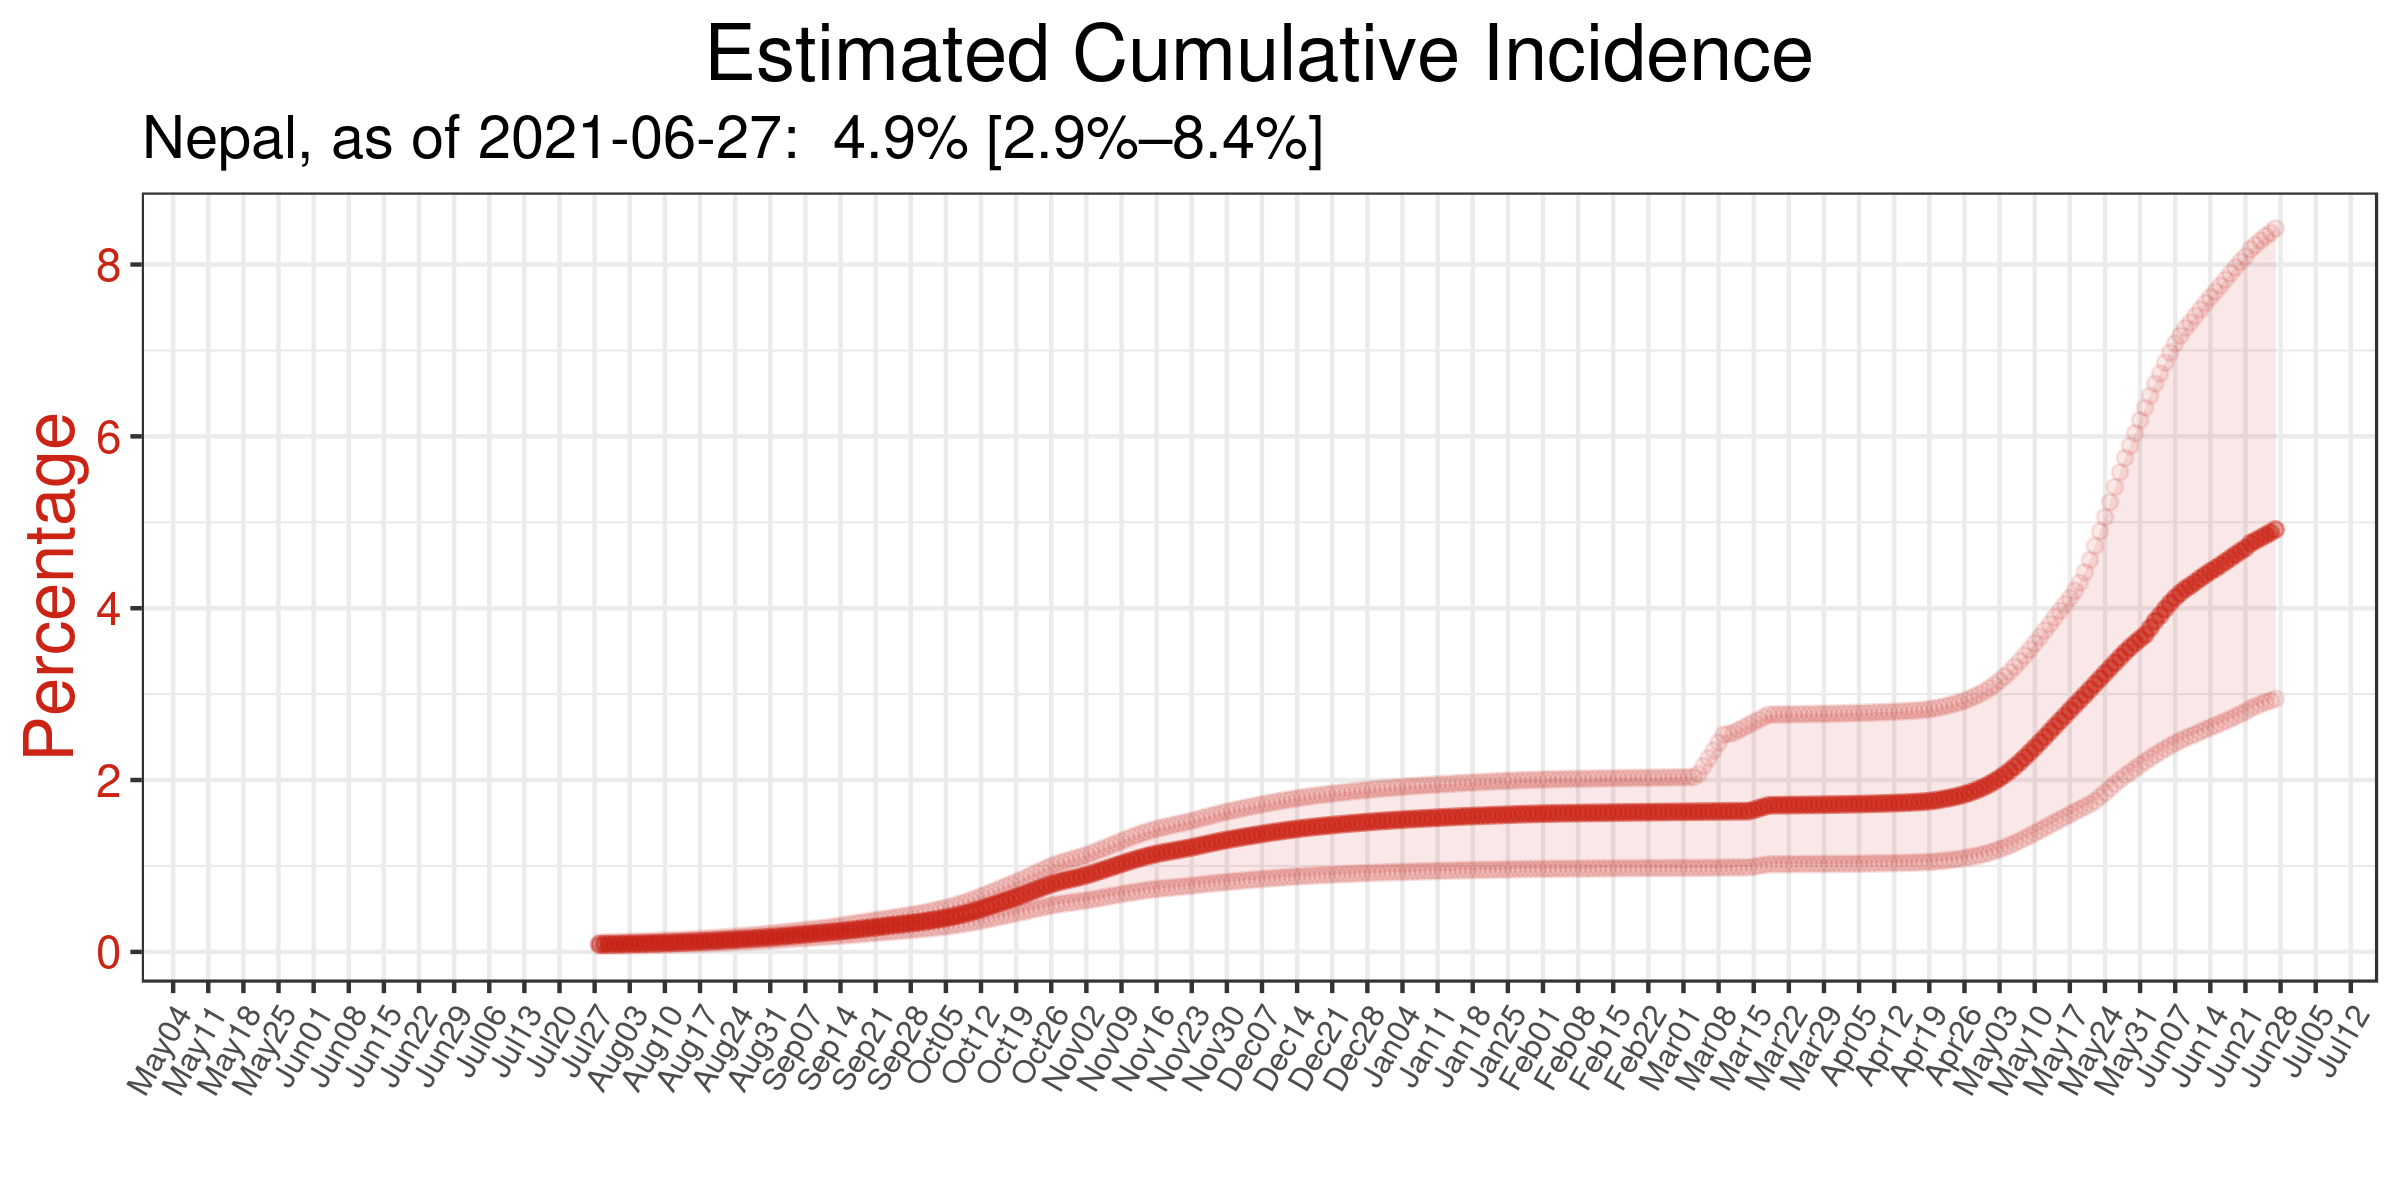 Estimated Cumulative Incidence
Nepal, as of 2021-06-27:  4.9% [2.9%–8.4%]
Percentage
8
6
4
2
0
May04
May11
May18
May25
Jun01
Jun08
Jun15
Jun22
Jun29
Jul06
Jul13
Jul20
Jul27
Aug03
Aug10
Aug17
Aug24
Aug31
Sep07
Sep14
Sep21
Sep28
Oct05
Oct12
Oct19
Oct26
Nov02
Nov09
Nov16
Nov23
Nov30
Dec07
Dec14
Dec21
Dec28
Jan04
Jan11
Jan18
Jan25
Feb01
Feb08
Feb15
Feb22
Mar01
Mar08
Mar15
Mar22
Mar29
Apr05
Apr12
Apr19
Apr26
May03
May10
May17
May24
May31
Jun07
Jun14
Jun21
Jun28
Jul05
Jul12